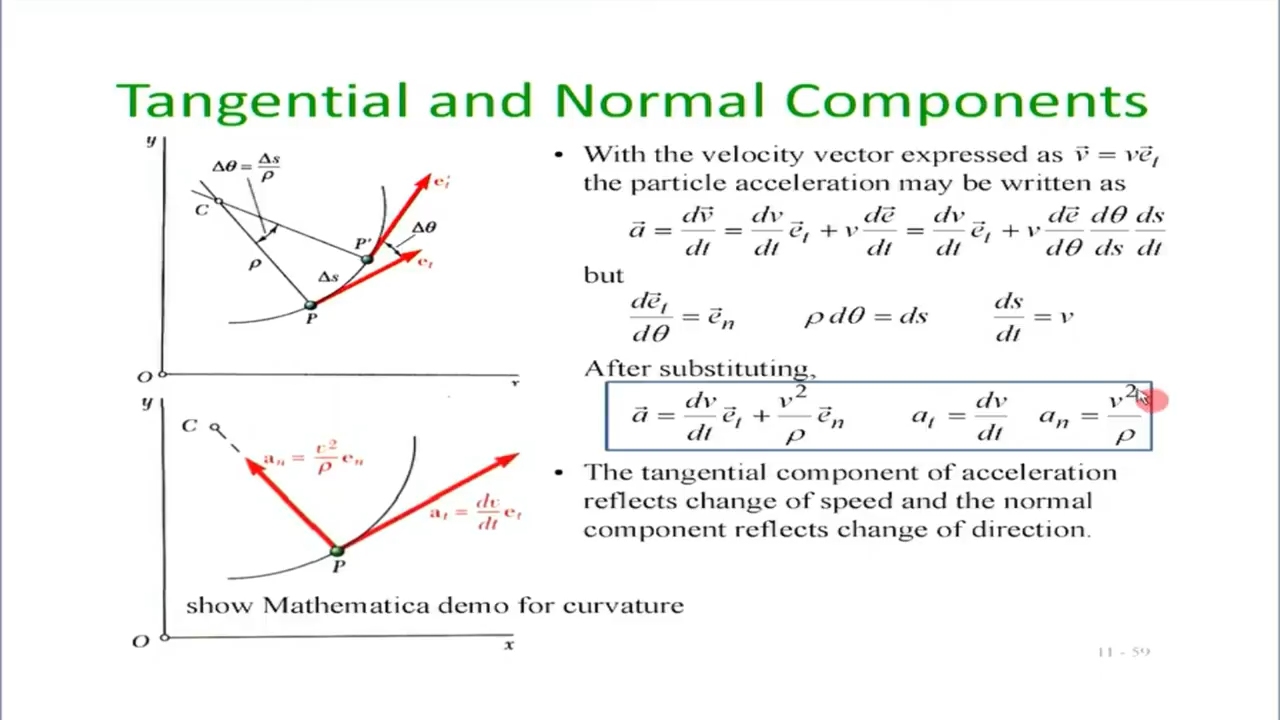 Tangential and Normal Components
y
Δθ = Δs/ρ
C
e't
Δθ
P'
ρ
Δs
et
P
O
x
• With the velocity vector expressed as v⃗ = ve⃗t
the particle acceleration may be written as
a⃗ = dv⃗/dt = dv/dt e⃗t + v de⃗/dt = dv/dt e⃗t + v de⃗/dθ dθ/ds ds/dt
but
de⃗t/dθ = e⃗n ρ dθ = ds ds/dt = v
After substituting,
a⃗ = dv/dt e⃗t + v²/ρ e⃗n at = dv/dt an = v²/ρ
• The tangential component of acceleration
reflects change of speed and the normal
component reflects change of direction.
y
C
an = v²/ρ en
at = dv/dt et
P
show Mathematica demo for curvature
O
x
11 - 59